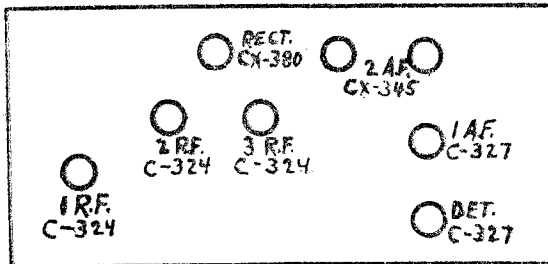 RECT.
CX-380
2 A.F.
CX-345
2 R.F.
C-324
3 R.F.
C-324
1 A.F.
C-327
1 R.F.
C-324
DET.
C-327